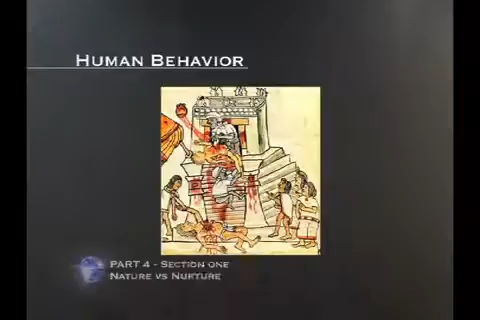 HUMAN BEHAVIOR
PART 4 - SECTION ONE
NATURE VS NURTURE